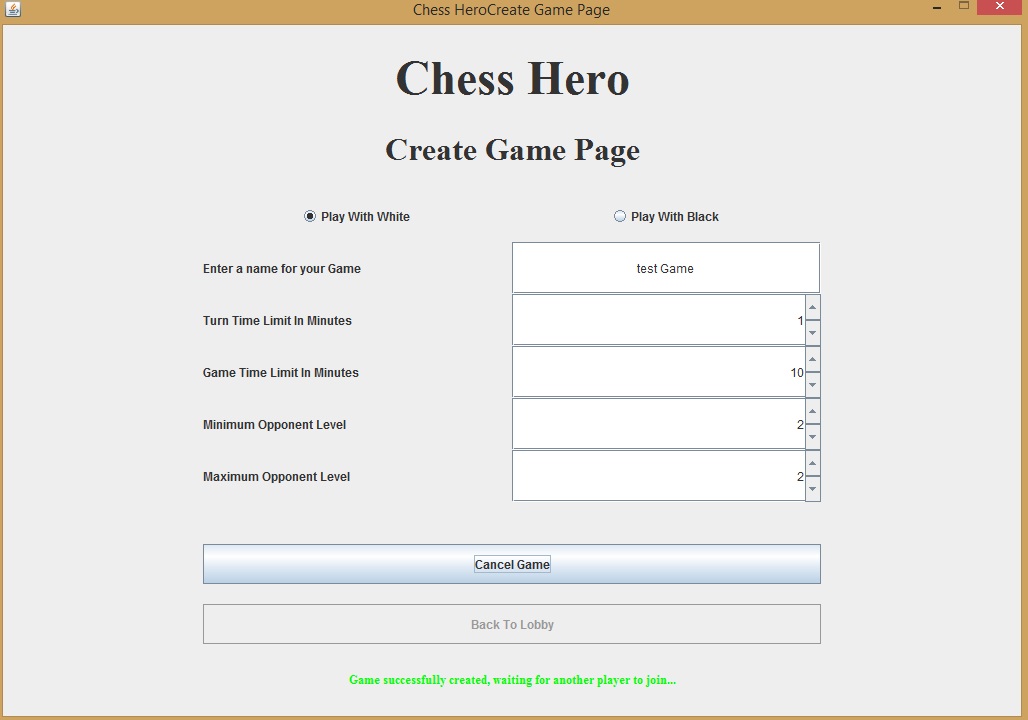 Chess HeroCreate Game Page
Chess Hero
Create Game Page
Play With White Play With Black
Enter a name for your Game test Game
Turn Time Limit In Minutes 1
Game Time Limit In Minutes 10
Minimum Opponent Level 2
Maximum Opponent Level 2
Cancel Game
Back To Lobby
Game successfully created, waiting for another player to join...